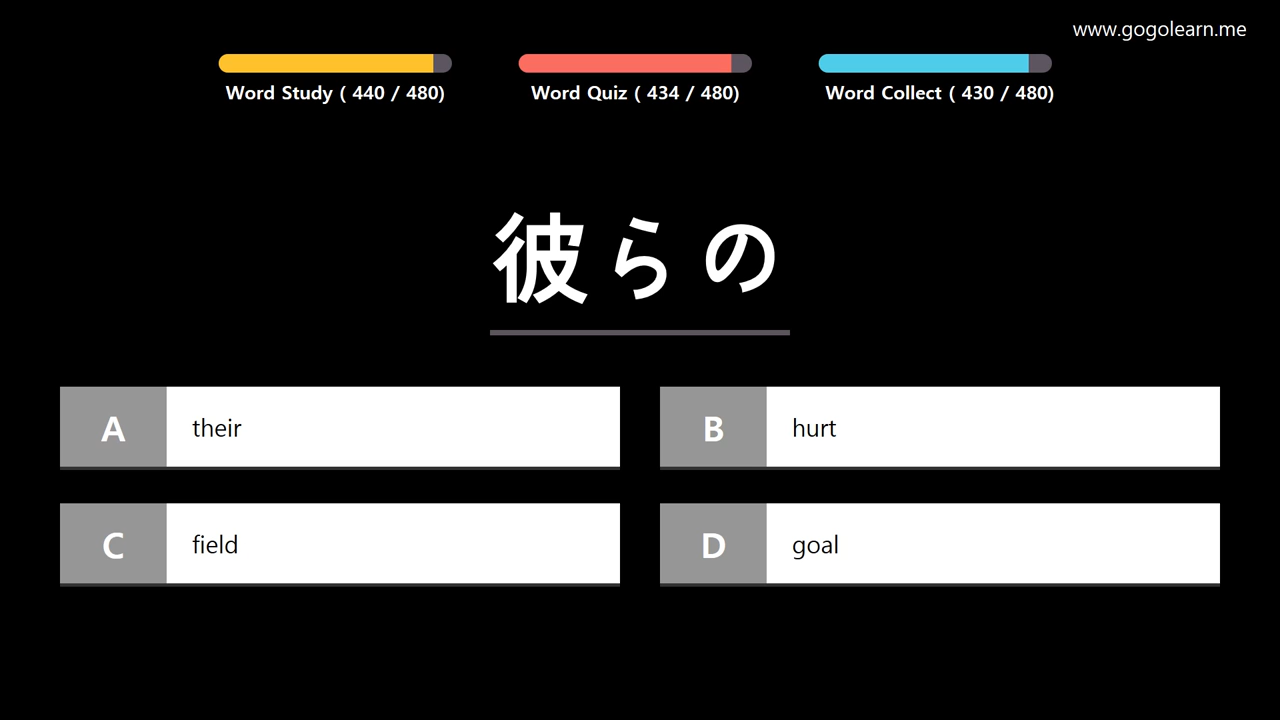 www.gogolearn.me
Word Study ( 440 / 480)
Word Quiz ( 434 / 480)
Word Collect ( 430 / 480)
彼らの
A their
B hurt
C field
D goal